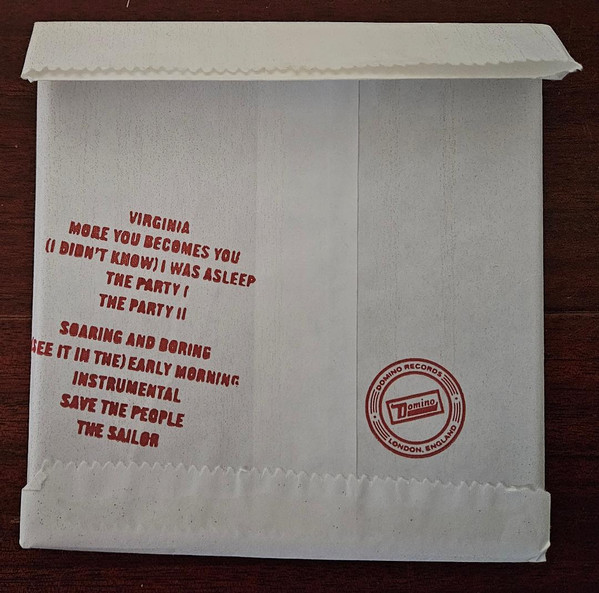 VIRGINIA
MORE YOU BECOMES YOU
(I DIDN'T KNOW) I WAS ASLEEP
THE PARTY I
THE PARTY II
SOARING AND BORING
SEE IT IN THE) EARLY MORNING
INSTRUMENTAL
SAVE THE PEOPLE
THE SAILOR
DOMINO RECORDS
Domino
LONDON, ENGLAND